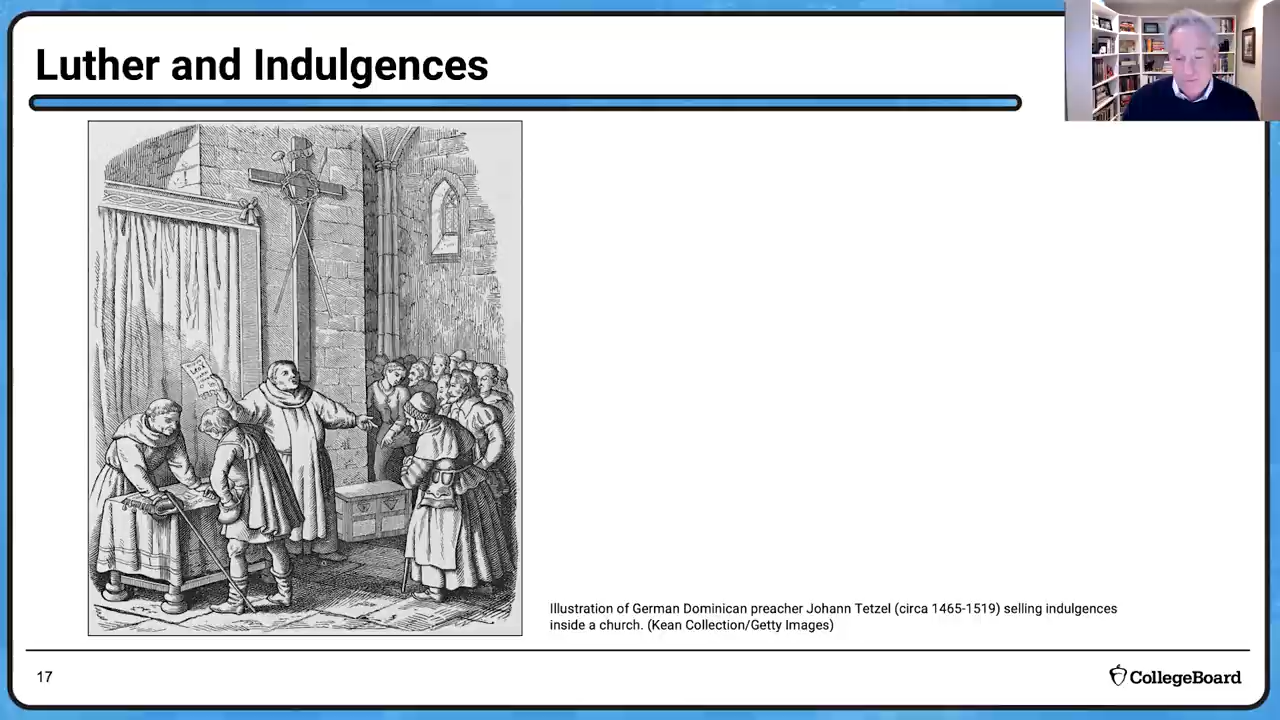 Luther and Indulgences
Illustration of German Dominican preacher Johann Tetzel (circa 1465-1519) selling indulgences
inside a church. (Kean Collection/Getty Images)
17
CollegeBoard